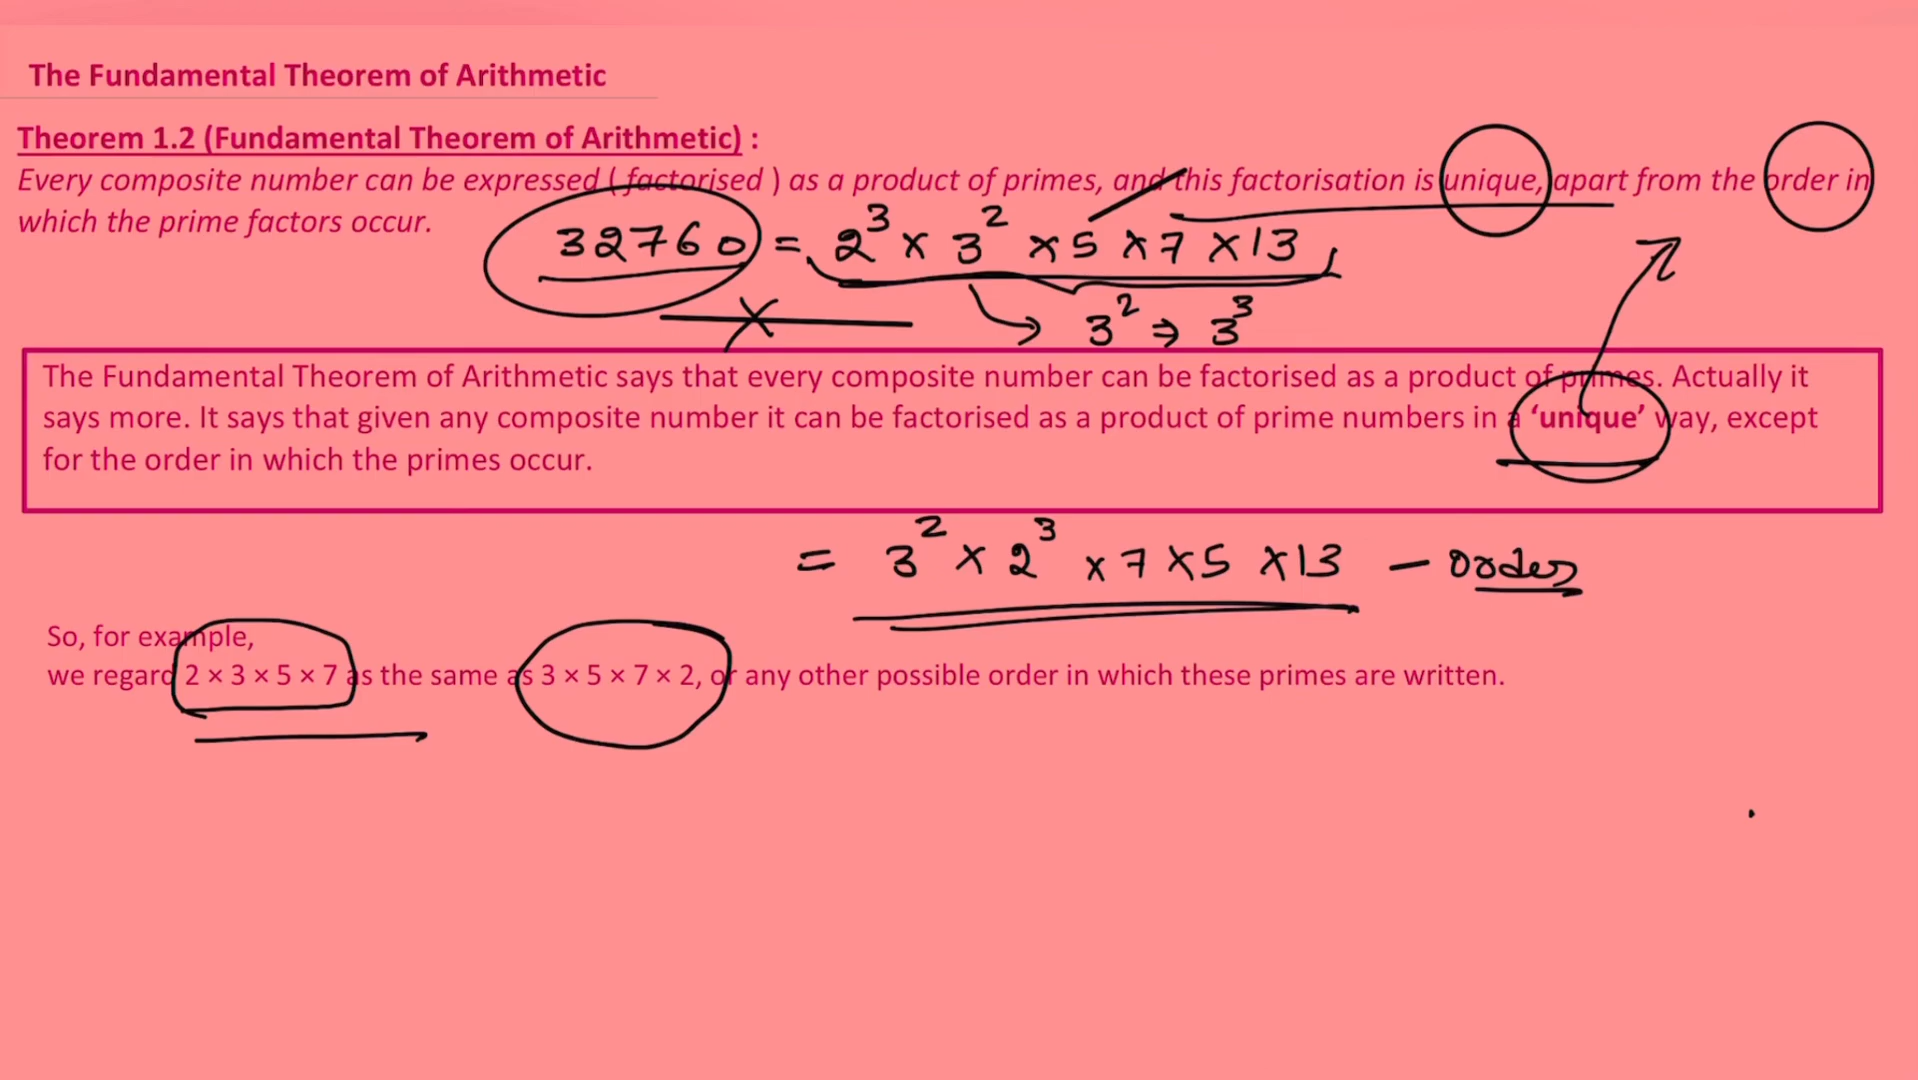 The Fundamental Theorem of Arithmetic
Theorem 1.2 (Fundamental Theorem of Arithmetic) :
Every composite number can be expressed ( factorised ) as a product of primes, and this factorisation is unique, apart from the order in
which the prime factors occur.
32760 = 2³ × 3² × 5 × 7 × 13
3² ⇒ 3³
The Fundamental Theorem of Arithmetic says that every composite number can be factorised as a product of primes. Actually it
says more. It says that given any composite number it can be factorised as a product of prime numbers in a ‘unique’ way, except
for the order in which the primes occur.
= 3² × 2³ × 7 × 5 × 13 – order
So, for example,
we regard 2 × 3 × 5 × 7 as the same as 3 × 5 × 7 × 2, or any other possible order in which these primes are written.